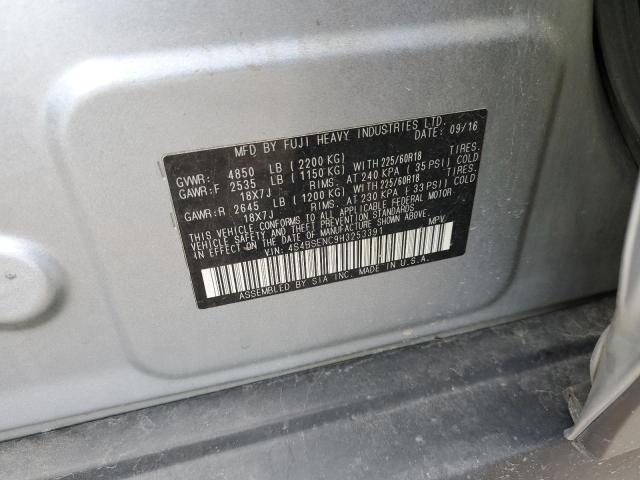 MFD BY FUJI HEAVY INDUSTRIES LTD.
DATE: 09/16
GVWR: 4850 LB (2200 KG)
GAWR:F 2535 LB (1150 KG) WITH 225/60R18 TIRES.
18X7J RIMS. AT 240 KPA (35 PSI) COLD
GAWR:R 2645 LB (1200 KG) WITH 225/60R18 TIRES.
18X7J RIMS. AT 230 KPA (33 PSI) COLD
THIS VEHICLE CONFORMS TO ALL APPLICABLE FEDERAL MOTOR
VEHICLE SAFETY AND THEFT PREVENTION STANDARDS
IN EFFECT ON THE DATE OF MANUFACTURE SHOWN ABOVE.
VIN: 4S4BSENC9H3253391 MPV
ASSEMBLED BY SIA INC. MADE IN U.S.A.